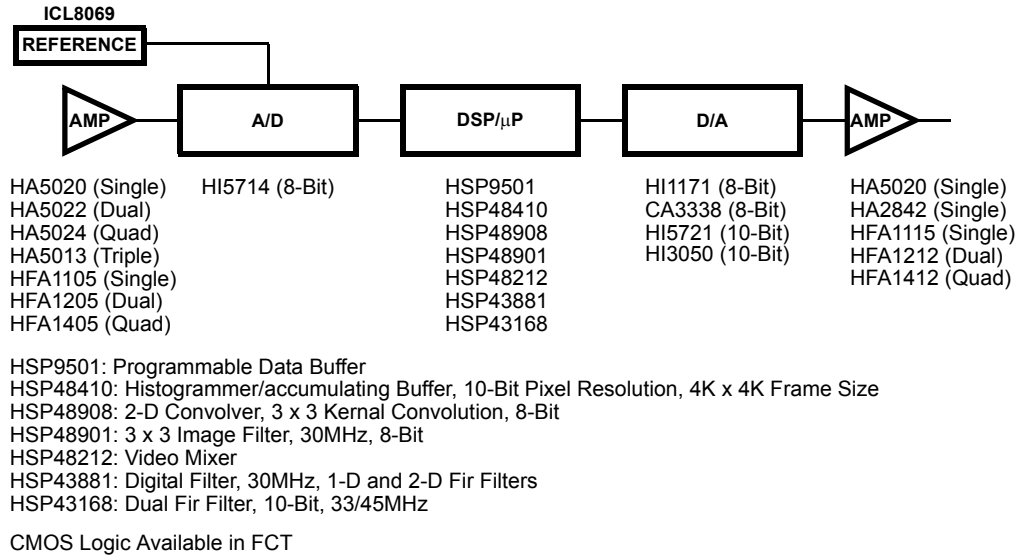 ICL8069
REFERENCE
AMP
A/D
DSP/μP
D/A
AMP
HA5020 (Single)
HA5022 (Dual)
HA5024 (Quad)
HA5013 (Triple)
HFA1105 (Single)
HFA1205 (Dual)
HFA1405 (Quad)
HI5714 (8-Bit)
HSP9501
HSP48410
HSP48908
HSP48901
HSP48212
HSP43881
HSP43168
HI1171 (8-Bit)
CA3338 (8-Bit)
HI5721 (10-Bit)
HI3050 (10-Bit)
HA5020 (Single)
HA2842 (Single)
HFA1115 (Single)
HFA1212 (Dual)
HFA1412 (Quad)
HSP9501: Programmable Data Buffer
HSP48410: Histogrammer/accumulating Buffer, 10-Bit Pixel Resolution, 4K x 4K Frame Size
HSP48908: 2-D Convolver, 3 x 3 Kernal Convolution, 8-Bit
HSP48901: 3 x 3 Image Filter, 30MHz, 8-Bit
HSP48212: Video Mixer
HSP43881: Digital Filter, 30MHz, 1-D and 2-D Fir Filters
HSP43168: Dual Fir Filter, 10-Bit, 33/45MHz
CMOS Logic Available in FCT